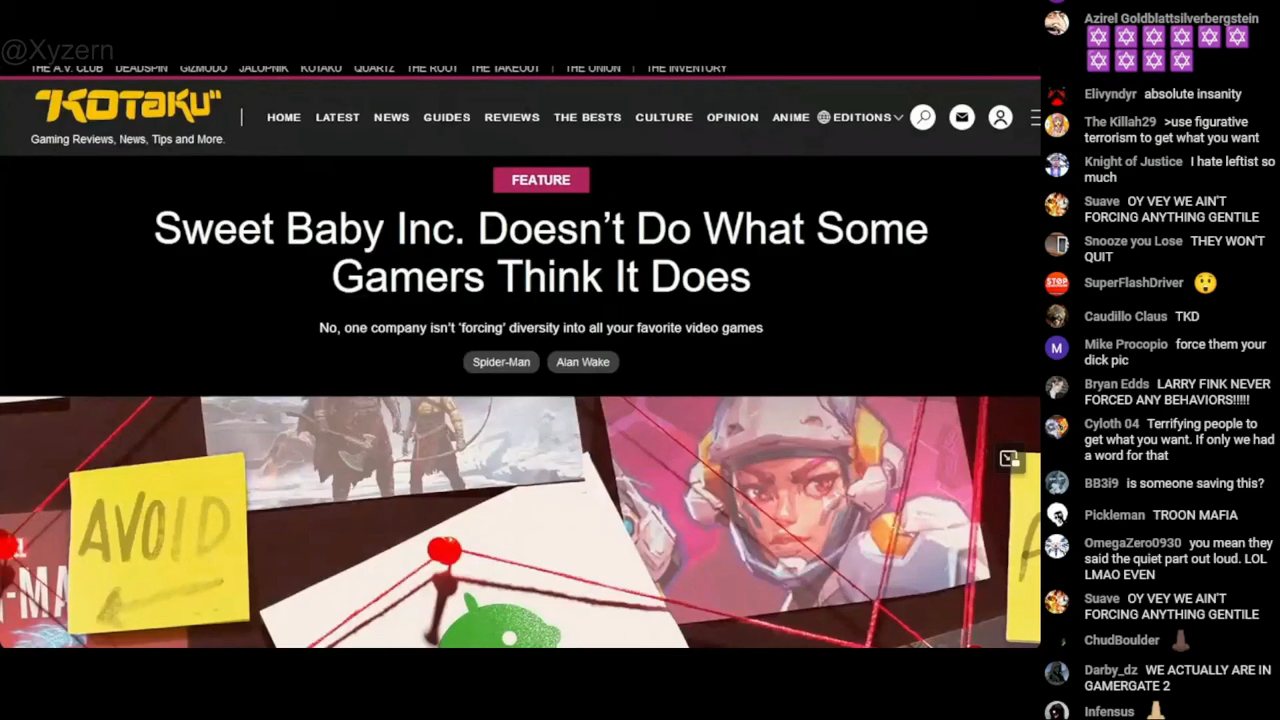 @Xyzern
THE A.V. CLUB DEADSPIN GIZMODO JALOPNIK KOTAKU QUARTZ THE ROOT THE TAKEOUT | THE ONION | THE INVENTORY
"KOTAKU"
Gaming Reviews, News, Tips and More.
HOME LATEST NEWS GUIDES REVIEWS THE BESTS CULTURE OPINION ANIME EDITIONS
FEATURE
Sweet Baby Inc. Doesn't Do What Some
Gamers Think It Does
No, one company isn't 'forcing' diversity into all your favorite video games
Spider-Man Alan Wake
AVOID
Azirel Goldblattsilverbergstein
Elivyndyr absolute insanity
The Killah29 >use figurative
terrorism to get what you want
Knight of Justice I hate leftist so
much
Suave OY VEY WE AIN'T
FORCING ANYTHING GENTILE
Snooze you Lose THEY WON'T
QUIT
STOP
SuperFlashDriver
Caudillo Claus TKD
M
Mike Procopio force them your
dick pic
Bryan Edds LARRY FINK NEVER
FORCED ANY BEHAVIORS!!!!!
Cyloth 04 Terrifying people to
get what you want. If only we had
a word for that
BB3i9 is someone saving this?
Pickleman TROON MAFIA
OmegaZero0930 you mean they
said the quiet part out loud. LOL
LMAO EVEN
Suave OY VEY WE AIN'T
FORCING ANYTHING GENTILE
ChudBoulder
Darby_dz WE ACTUALLY ARE IN
GAMERGATE 2
Infensus